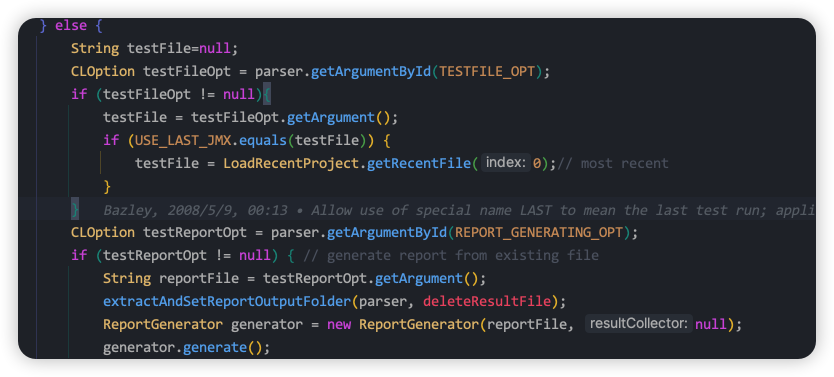 } else {
String testFile=null;
CLOption testFileOpt = parser.getArgumentById(TESTFILE_OPT);
if (testFileOpt != null){
testFile = testFileOpt.getArgument();
if (USE_LAST_JMX.equals(testFile)) {
testFile = LoadRecentProject.getRecentFile( index: 0);// most recent
}
} Bazley, 2008/5/9, 00:13 • Allow use of special name LAST to mean the last test run; appli
CLOption testReportOpt = parser.getArgumentById(REPORT_GENERATING_OPT);
if (testReportOpt != null) { // generate report from existing file
String reportFile = testReportOpt.getArgument();
extractAndSetReportOutputFolder(parser, deleteResultFile);
ReportGenerator generator = new ReportGenerator(reportFile, resultCollector: null);
generator.generate();